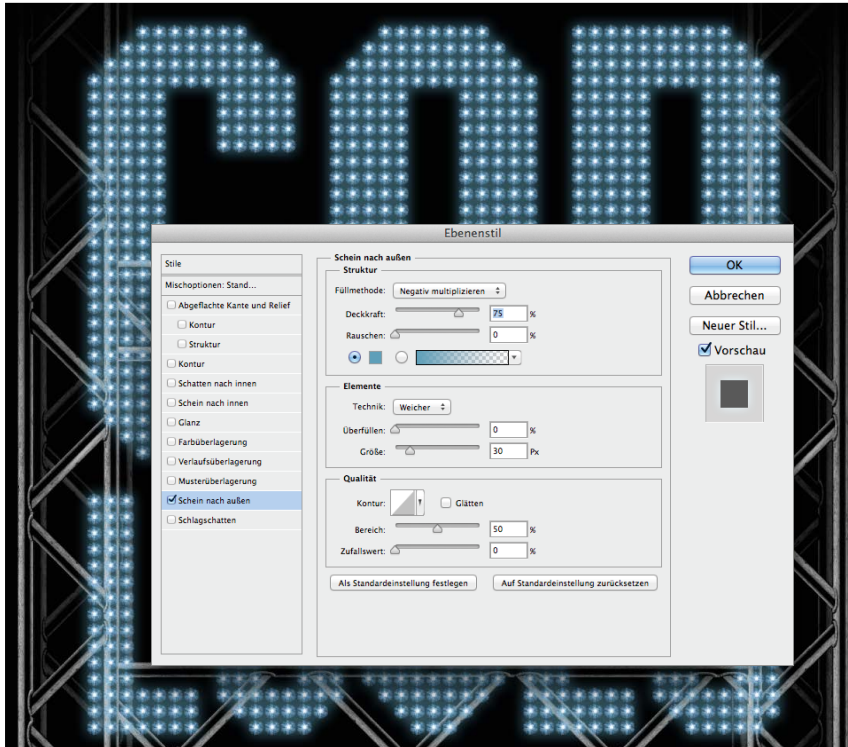 Ebenenstil
Stile
Mischoptionen: Stand...
Abgeflachte Kante und Relief
Kontur
Struktur
Kontur
Schatten nach innen
Schein nach innen
Glanz
Farbüberlagerung
Verlaufsüberlagerung
Musterüberlagerung
Schein nach außen
Schlagschatten
Schein nach außen
Struktur
Füllmethode: Negativ multiplizieren
Deckkraft: 75 %
Rauschen: 0 %
Elemente
Technik: Weicher
Überfüllen: 0 %
Größe: 30 Px
Qualität
Kontur: Glätten
Bereich: 50 %
Zufallswert: 0 %
Als Standardeinstellung festlegen Auf Standardeinstellung zurücksetzen
OK
Abbrechen
Neuer Stil...
Vorschau